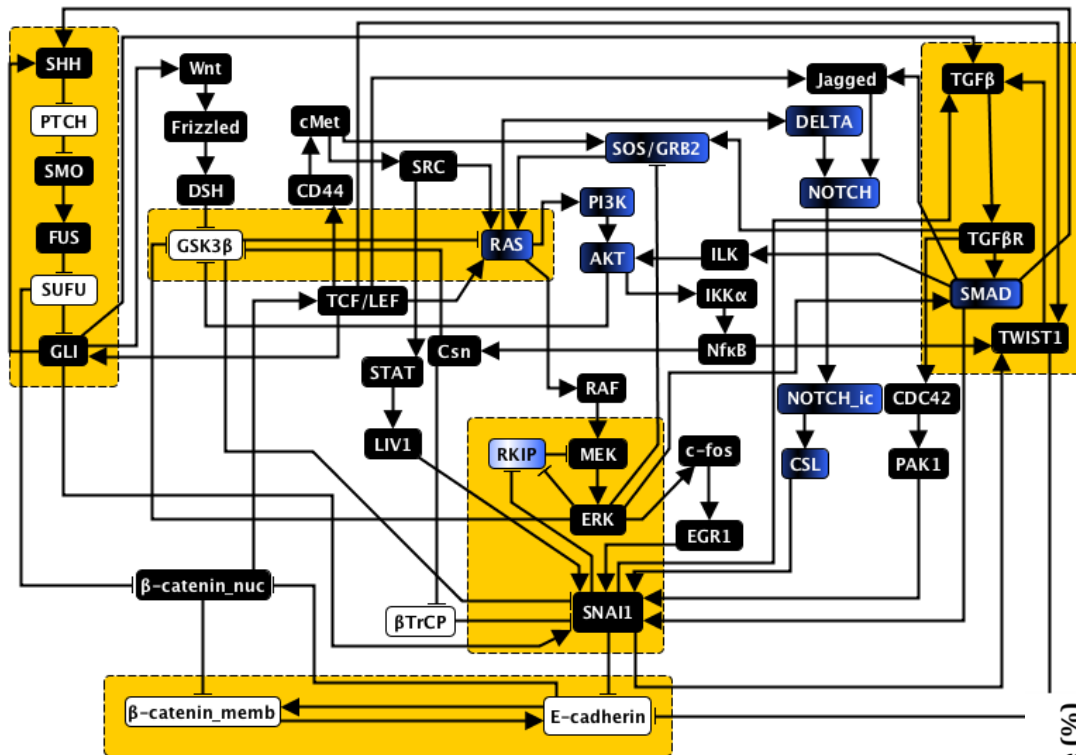 SHH
Wnt
Jagged
TGFβ
PTCH
Frizzled
cMet
DELTA
SOS/GRB2
SMO
SRC
DSH
CD44
PI3K
NOTCH
FUS
GSK3β
RAS
AKT
ILK
TGFβR
SUFU
TCF/LEF
IKKα
SMAD
GLI
Csn
NfκB
TWIST1
STAT
RAF
NOTCH_ic
CDC42
LIV1
RKIP
MEK
c-fos
CSL
PAK1
ERK
EGR1
β-catenin_nuc
βTrCP
SNAI1
β-catenin_memb
E-cadherin
(%)